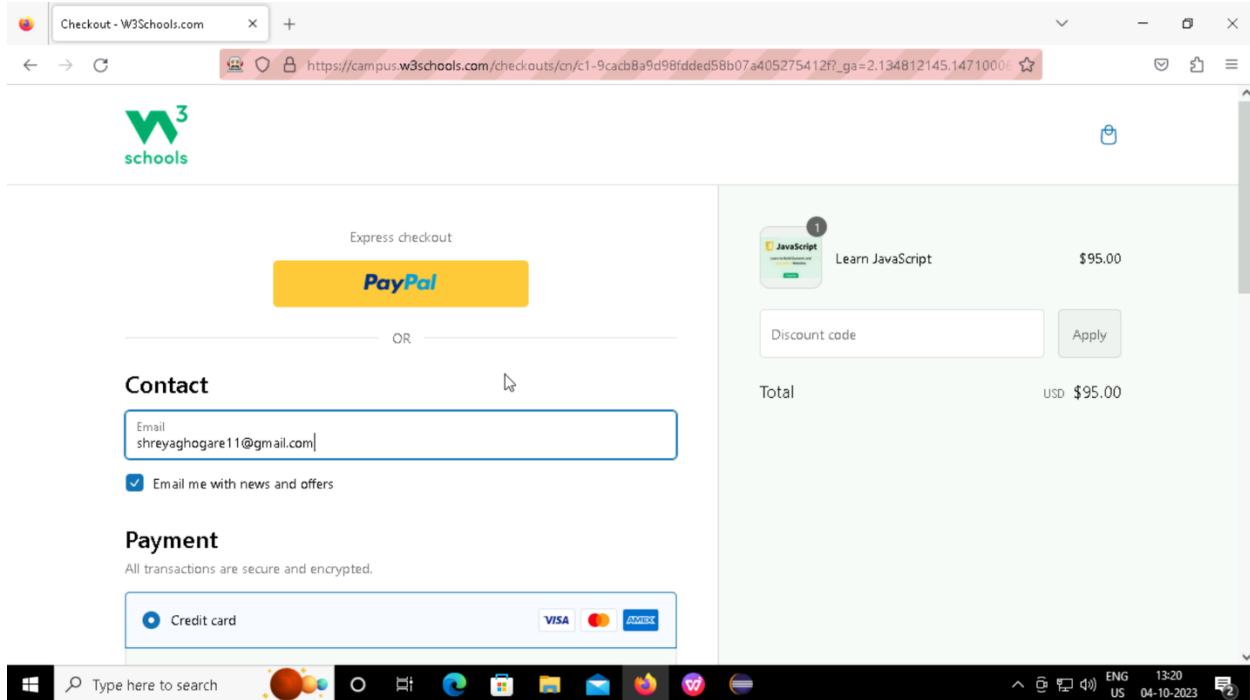 Checkout - W3Schools.com
https://campus.w3schools.com/checkouts/cn/c1-9cacb8a9d98fdded58b07a405275412f?_ga=2.134812145.1471000
W3
schools
Express checkout
PayPal
OR
Contact
Email
shreyaghogare11@gmail.com
Email me with news and offers
Payment
All transactions are secure and encrypted.
Credit card
VISA
AMEX
1
JavaScript
Learn JavaScript
$95.00
Discount code
Apply
Total
USD $95.00
Type here to search
ENG
US
13:20
04-10-2023
2